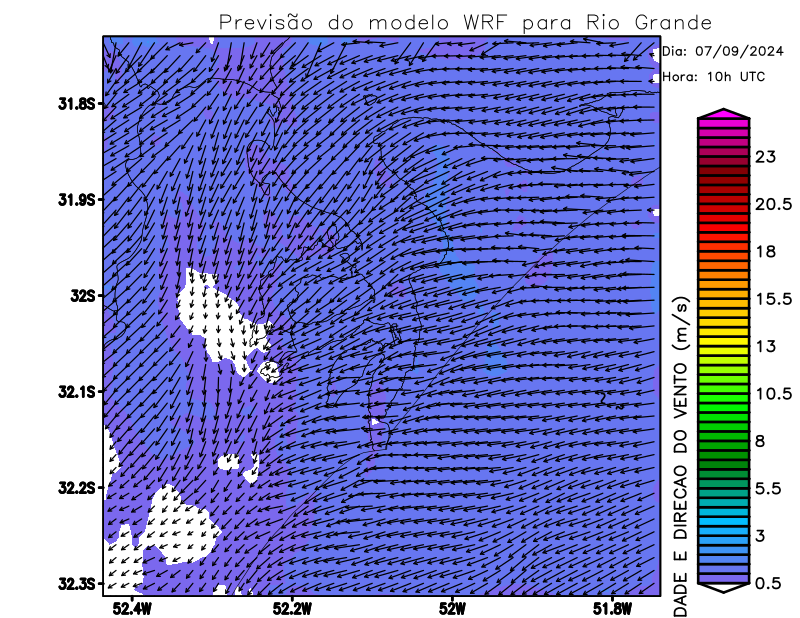 Previsão do modelo WRF para Rio Grande
Dia: 07/09/2024
Hora: 10h UTC
31.8S
31.9S
32S
32.1S
32.2S
32.3S
52.4W
52.2W
52W
51.8W
DADE E DIRECAO DO VENTO (m/s)
23
20.5
18
15.5
13
10.5
8
5.5
3
0.5